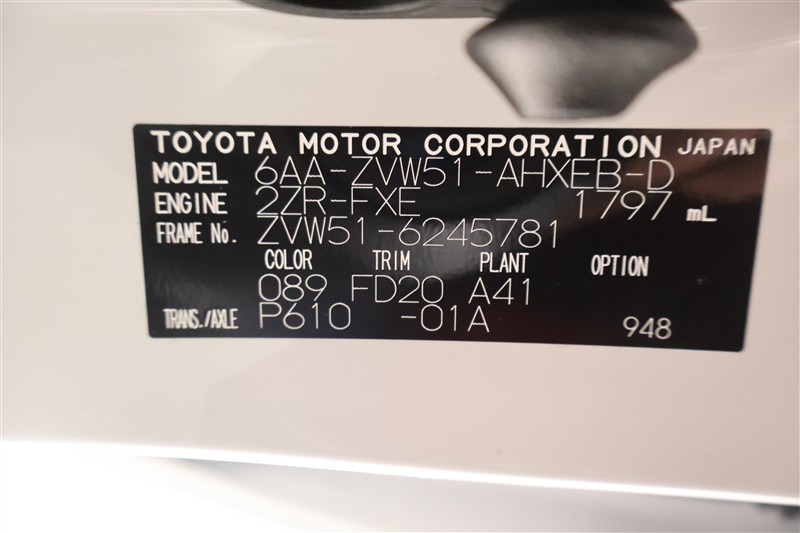 TOYOTA MOTOR CORPORATION JAPAN
MODEL 6AA-ZVW51-AHXEB-D
ENGINE 2ZR-FXE 1797 mL
FRAME No. ZVW51-6245781
COLOR TRIM PLANT OPTION
089 FD20 A41
TRANS./AXLE P610 -01A 948